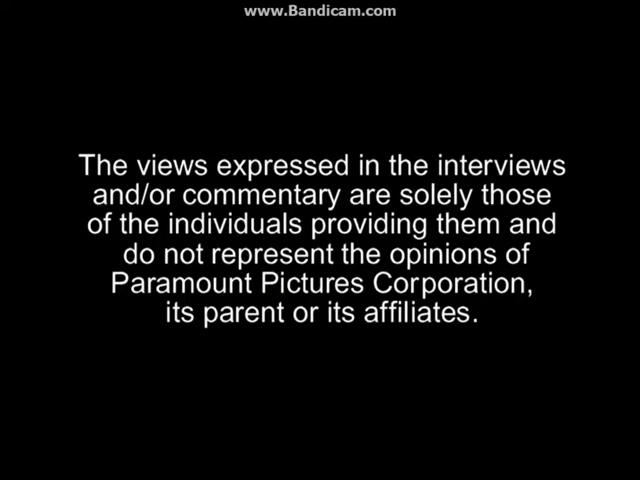 www.Bandicam.com
The views expressed in the interviews
and/or commentary are solely those
of the individuals providing them and
do not represent the opinions of
Paramount Pictures Corporation,
its parent or its affiliates.